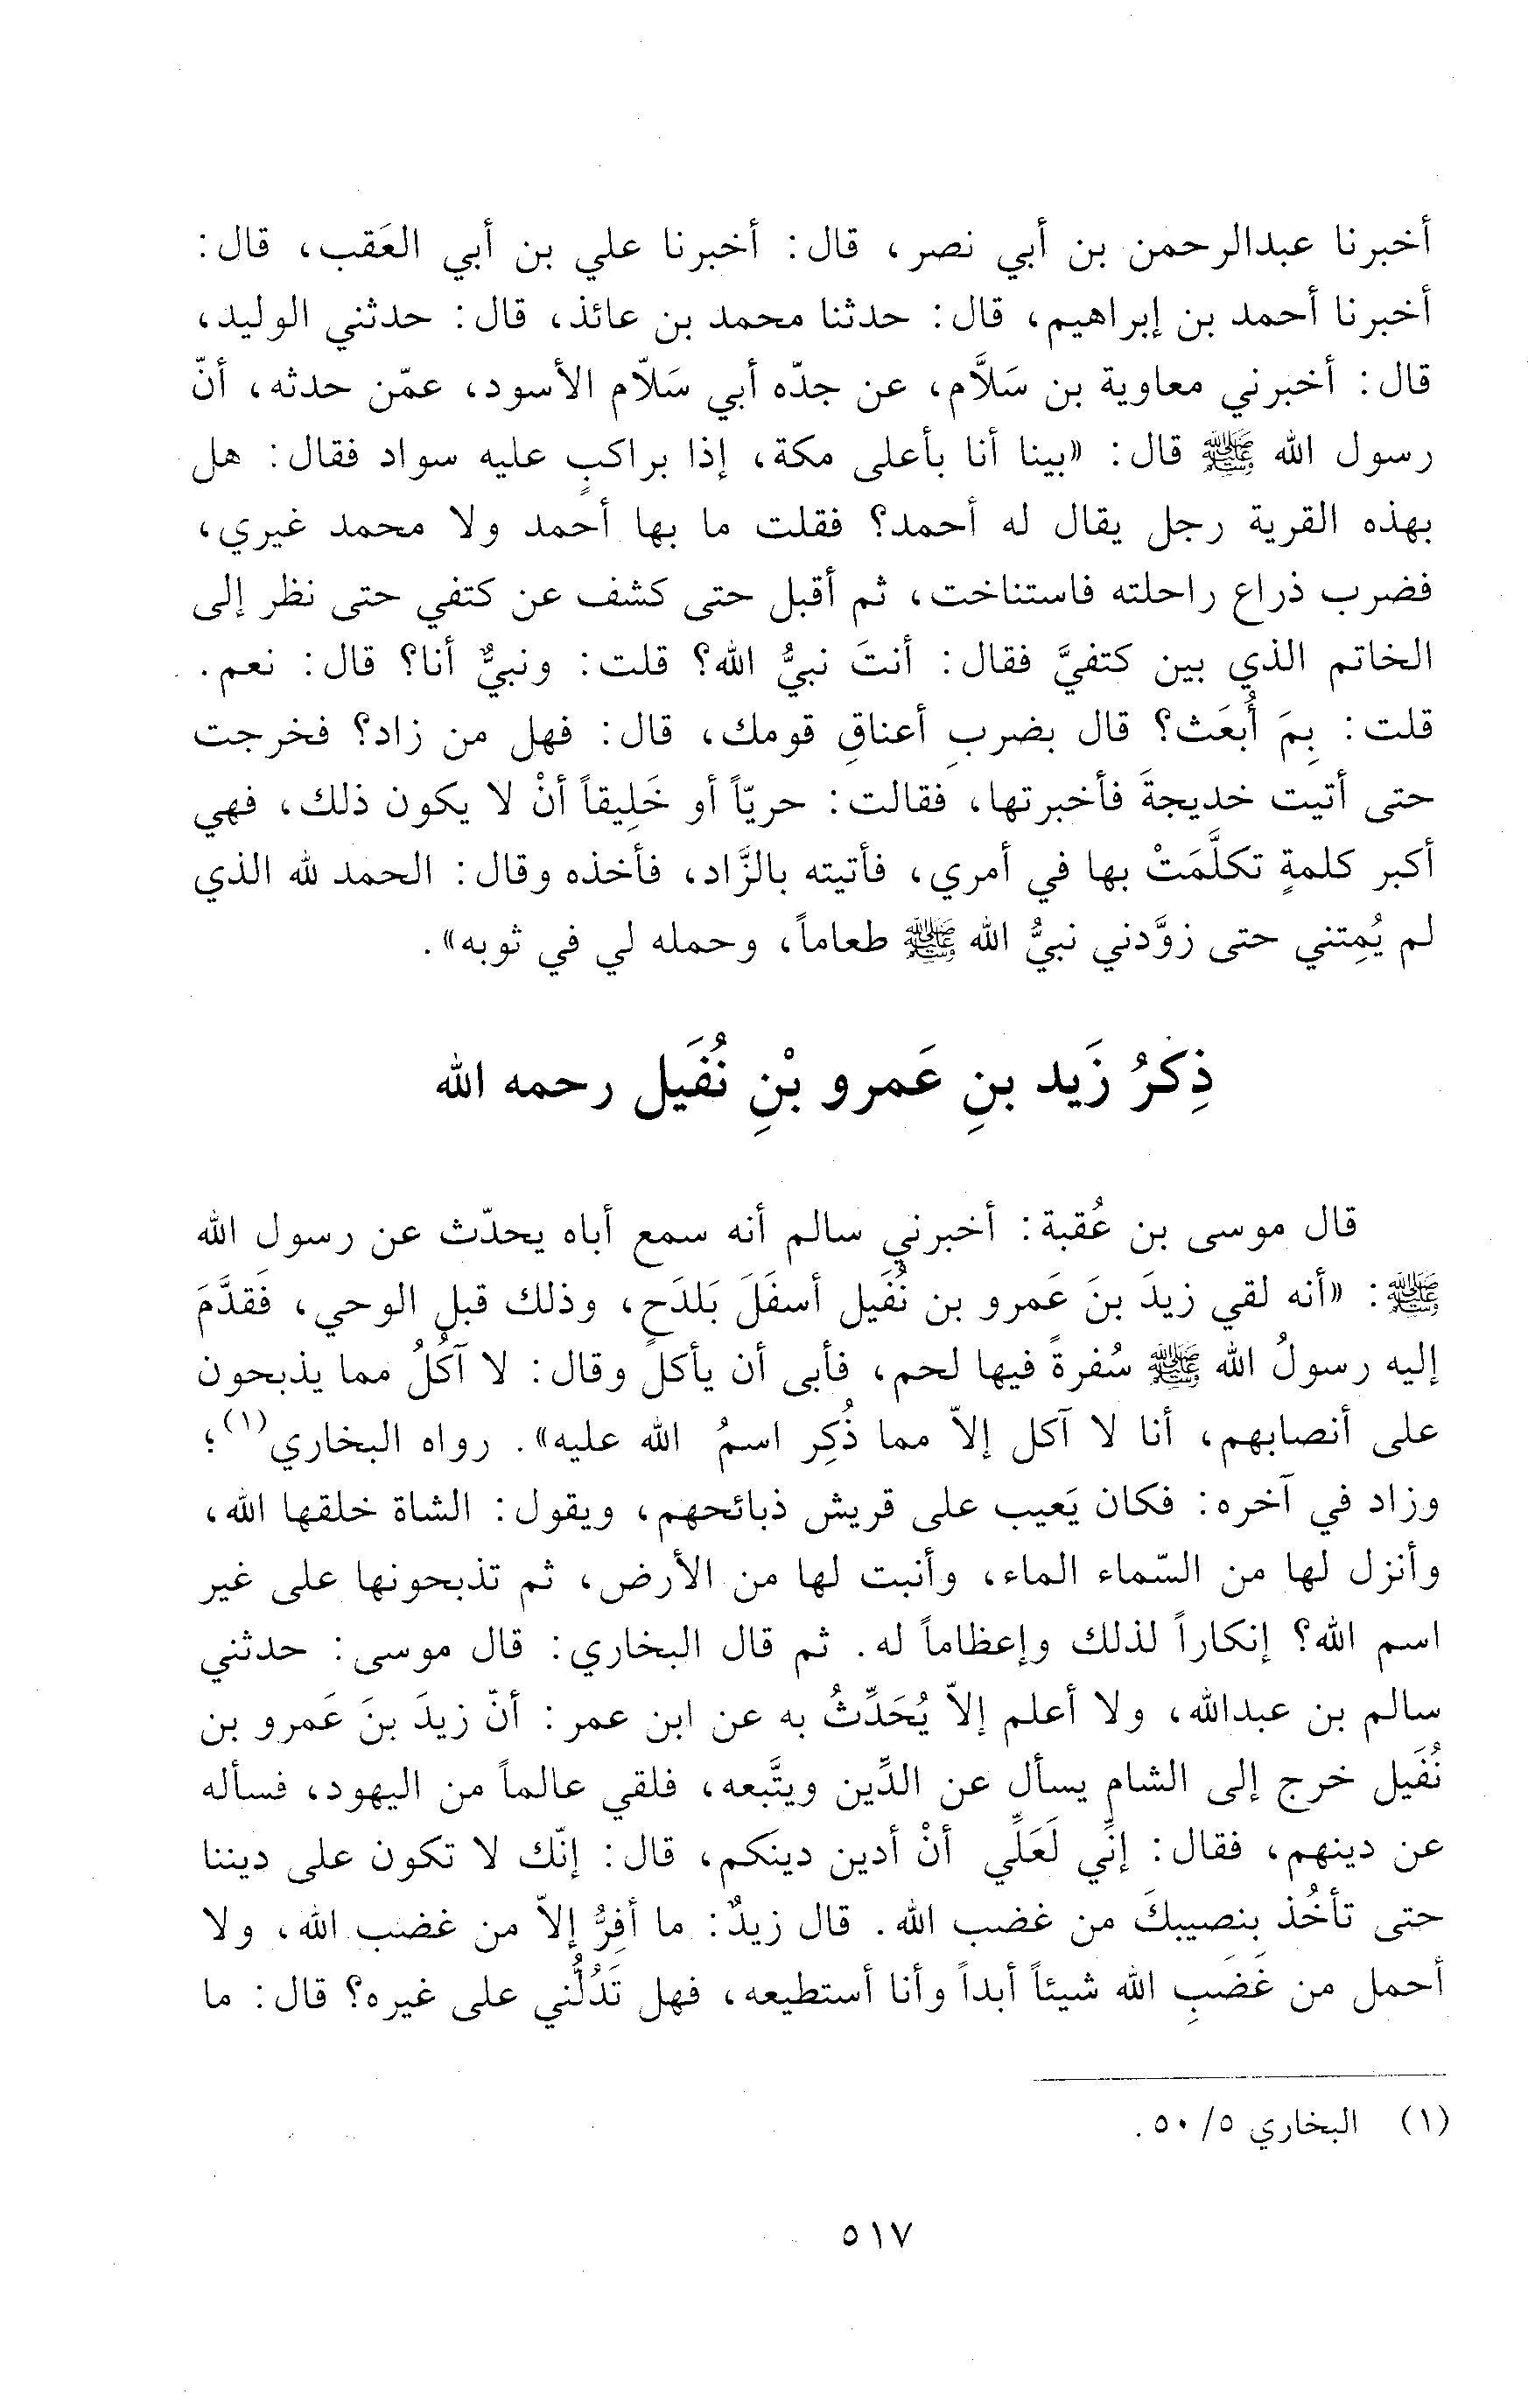 أخبرنا عبدالرحمن بن أبي نصر، قال: أخبرنا علي بن أبي العَقب، قال:
أخبرنا أحمد بن إبراهيم، قال: حدثنا محمد بن عائذ، قال: حدثني الوليد،
قال: أخبرني معاوية بن سَلاَّم، عن جدّه أبي سَلاّم الأسود، عمّن حدثه، أنّ
رسول الله ﷺ قال: «بينا أنا بأعلى مكة، إذا براكبٍ عليه سواد فقال: هل
بهذه القرية رجل يقال له أحمد؟ فقلت ما بها أحمد ولا محمد غيري،
فضرب ذراع راحلته فاستناخت، ثم أقبل حتى كشف عن كتفي حتى نظر إلى
الخاتم الذي بين كتفيَّ فقال: أنتَ نبيُّ الله؟ قلت: ونبيٌّ أنا؟ قال: نعم.
قلت: بِمَ أُبعَث؟ قال بضربِ أعناقِ قومك، قال: فهل من زاد؟ فخرجت
حتى أتيت خديجةَ فأخبرتها، فقالت: حريّاً أو خَلِيقاً أنْ لا يكون ذلك، فهي
أكبر كلمةٍ تكلَّمَتْ بها في أمري، فأتيته بالزَّاد، فأخذه وقال: الحمد لله الذي
لم يُمِتني حتى زوَّدني نبيُّ الله ﷺ طعاماً، وحمله لي في ثوبه».
ذِكرُ زَيد بنِ عَمرو بْنِ نُفَيل رحمه الله
قال موسى بن عُقبة: أخبرني سالم أنه سمع أباه يحدّث عن رسول الله
ﷺ: «أنه لقي زيدَ بنَ عَمرو بن نُفَيل أسفَلَ بَلدَحٍ، وذلك قبل الوحي، فَقدَّمَ
إليه رسولُ الله ﷺ سُفرةً فيها لحم، فأبى أن يأكل وقال: لا آكُلُ مما يذبحون
على أنصابهم، أنا لا آكل إلاّ مما ذُكِر اسمُ الله عليه». رواه البخاري(١)؛
وزاد في آخره: فكان يَعيب على قريش ذبائحهم، ويقول: الشاة خلقها الله،
وأنزل لها من السّماء الماء، وأنبت لها من الأرض، ثم تذبحونها على غير
اسم الله؟ إنكاراً لذلك وإعظاماً له. ثم قال البخاري: قال موسى: حدثني
سالم بن عبدالله، ولا أعلم إلاّ يُحَدِّثُ به عن ابن عمر: أنّ زيدَ بنَ عَمرو بن
نُفَيل خرج إلى الشام يسأل عن الدِّين ويتَّبعه، فلقي عالماً من اليهود، فسأله
عن دينهم، فقال: إنِّي لَعَلِّي أنْ أدين دينَكم، قال: إنّك لا تكون على ديننا
حتى تأخُذ بنصيبكَ من غضب الله. قال زيدٌ: ما أفِرُّ إلاّ من غضب الله، ولا
أحمل من غَضَبِ الله شيئاً أبداً وأنا أستطيعه، فهل تَدُلُّني على غيره؟ قال: ما
(١) البخاري ٥/ ٥٠.
٥١٧